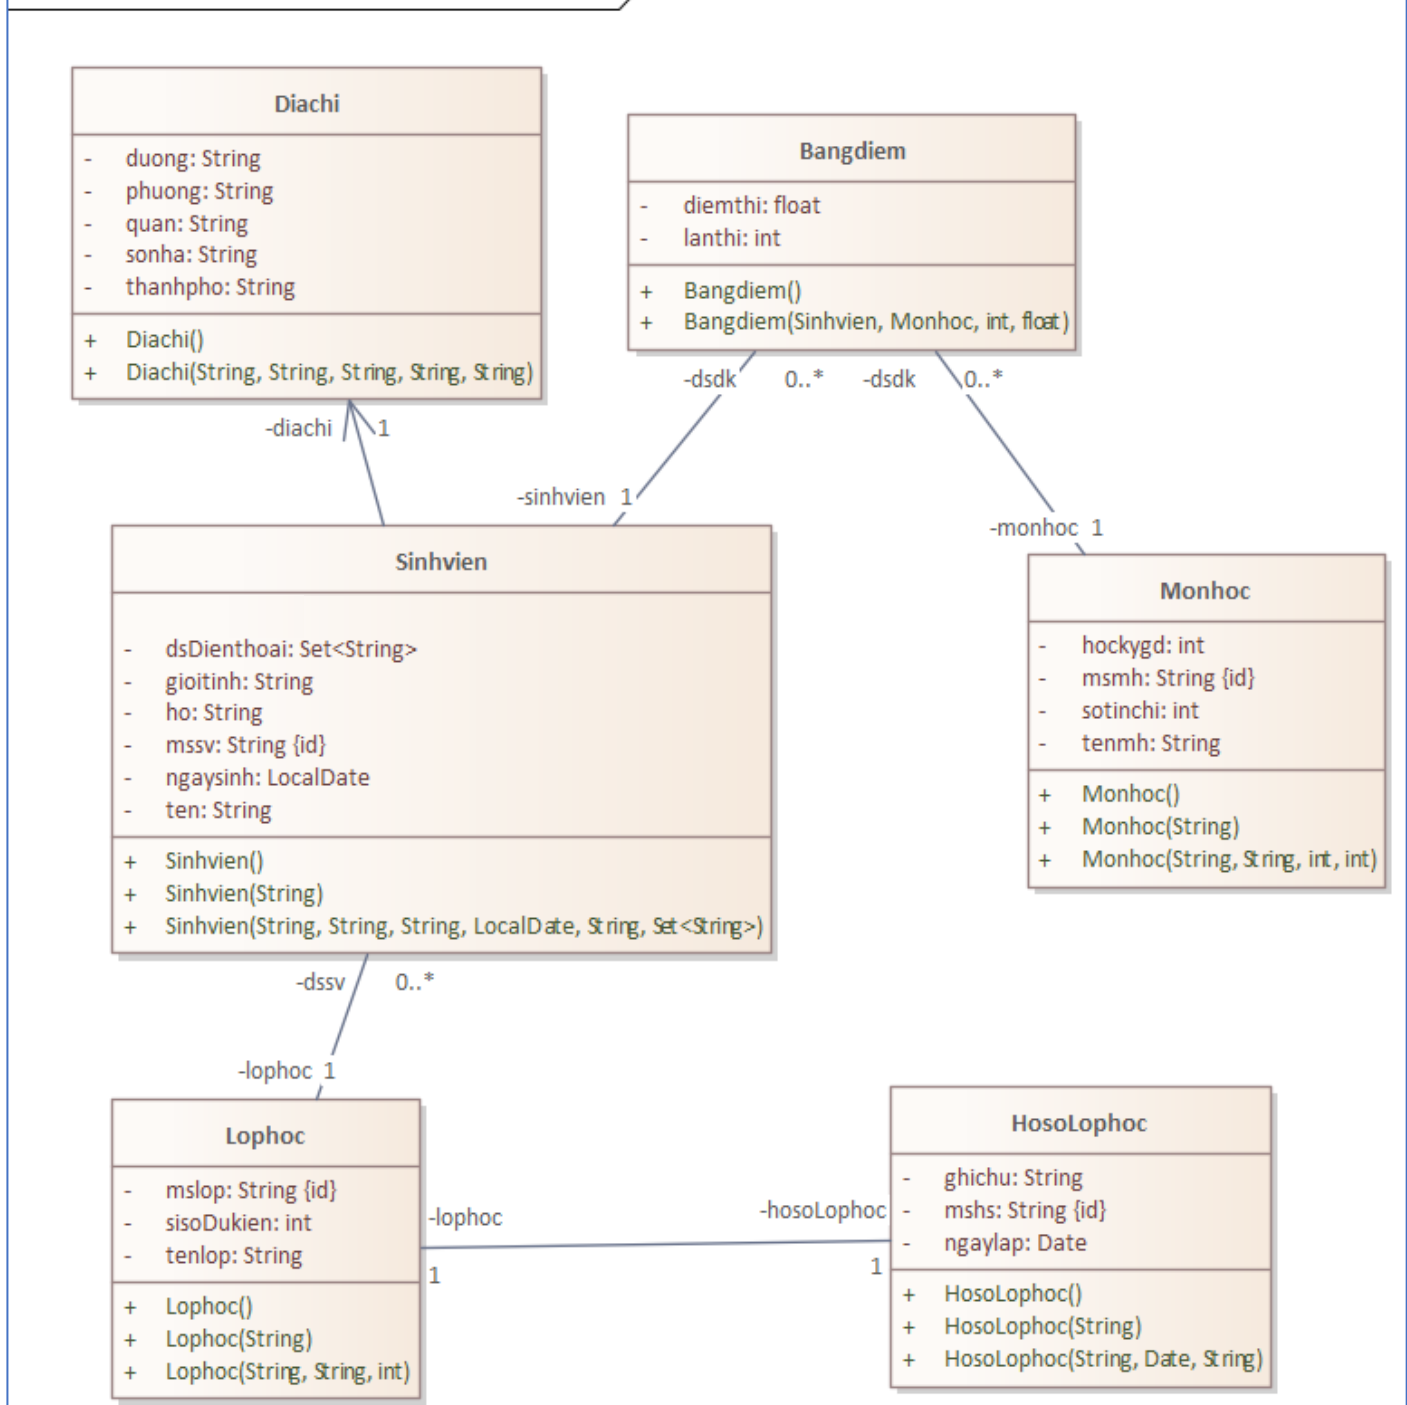 Diachi
- duong: String
- phuong: String
- quan: String
- sonha: String
- thanhpho: String
+ Diachi()
+ Diachi(String, String, String, String, String)
Bangdiem
- diemthi: float
- lanthi: int
+ Bangdiem()
+ Bangdiem(Sinhvien, Monhoc, int, float)
-dsdk 0..* -dsdk 0..*
-diachi 1
-sinhvien 1
-monhoc 1
Sinhvien
- dsDienthoai: Set<String>
- gioitinh: String
- ho: String
- mssv: String {id}
- ngaysinh: LocalDate
- ten: String
+ Sinhvien()
+ Sinhvien(String)
+ Sinhvien(String, String, String, LocalDate, String, Set<String>)
Monhoc
- hockygd: int
- msmh: String {id}
- sotinchi: int
- tenmh: String
+ Monhoc()
+ Monhoc(String)
+ Monhoc(String, String, int, int)
-dssv 0..*
-lophoc 1
Lophoc
- mslop: String {id}
- sisoDukien: int
- tenlop: String
+ Lophoc()
+ Lophoc(String)
+ Lophoc(String, String, int)
-lophoc -hosoLophoc
1 1
HosoLophoc
- ghichu: String
- mshs: String {id}
- ngaylap: Date
+ HosoLophoc()
+ HosoLophoc(String)
+ HosoLophoc(String, Date, String)